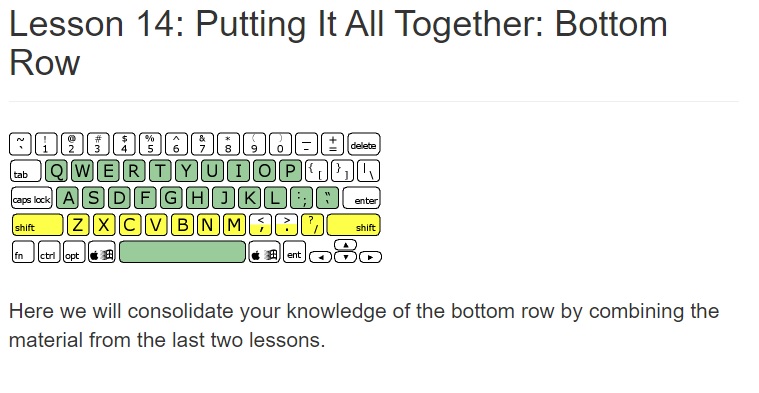 Lesson 14: Putting It All Together: Bottom
Row
~ ` ! 1 @ 2 # 3 $ 4 % 5 ^ 6 & 7 * 8 ( 9 ) 0 _ - + = delete
tab Q W E R T Y U I O P { [ } ] | \
caps lock A S D F G H J K L : ; " ' enter
shift Z X C V B N M < , > . ? / shift
fn ctrl opt ent ◄ ▲ ▼ ►
Here we will consolidate your knowledge of the bottom row by combining the
material from the last two lessons.